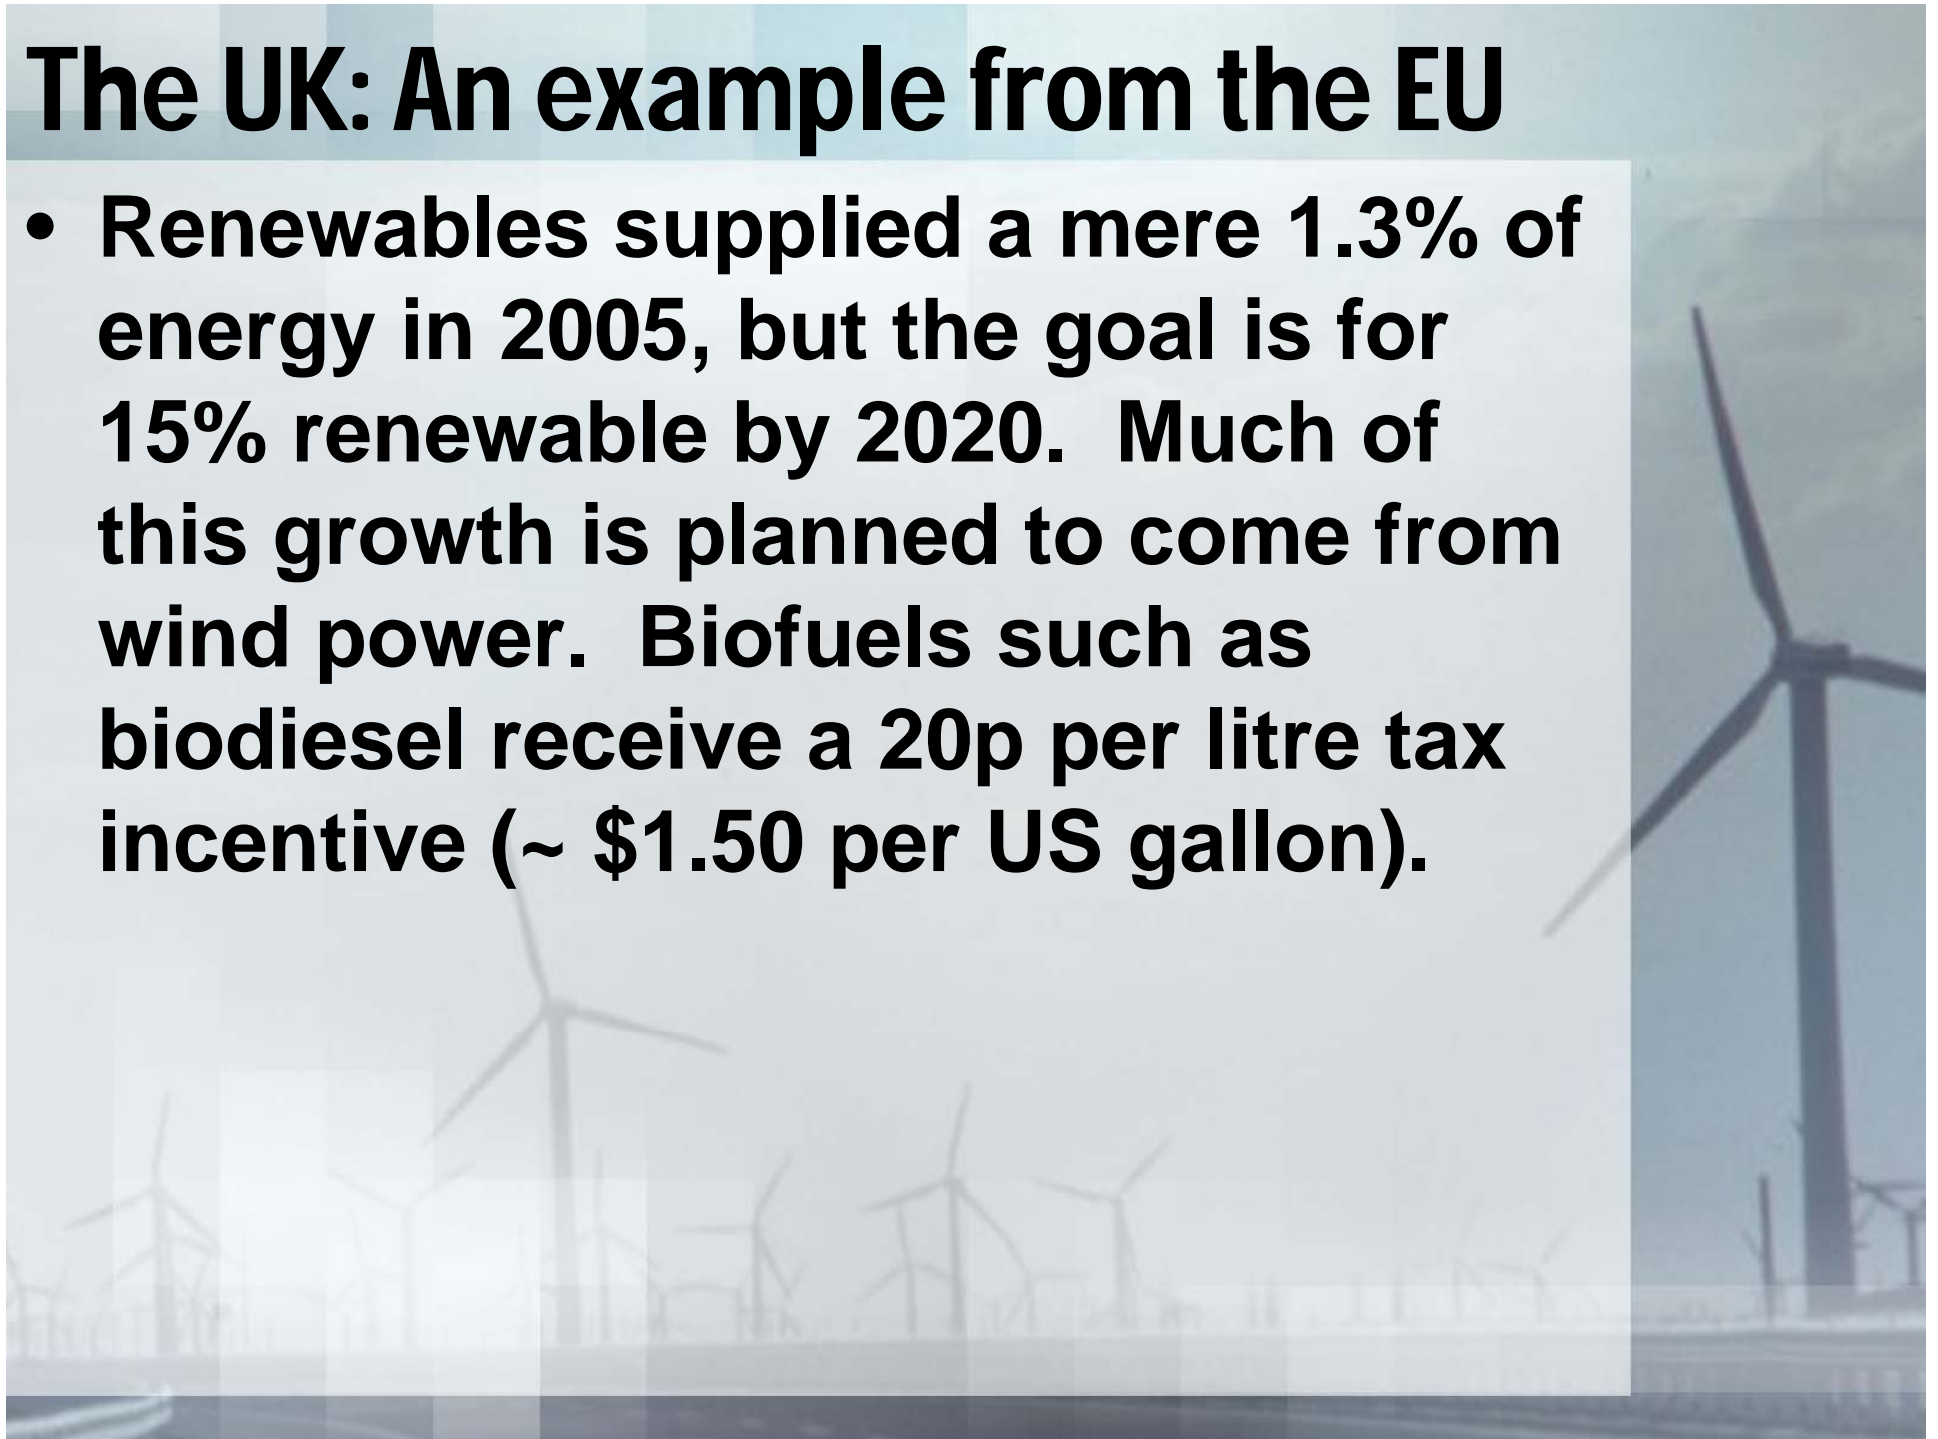 The UK: An example from the EU
• Renewables supplied a mere 1.3% of
energy in 2005, but the goal is for
15% renewable by 2020.  Much of
this growth is planned to come from
wind power.  Biofuels such as
biodiesel receive a 20p per litre tax
incentive (~ $1.50 per US gallon).